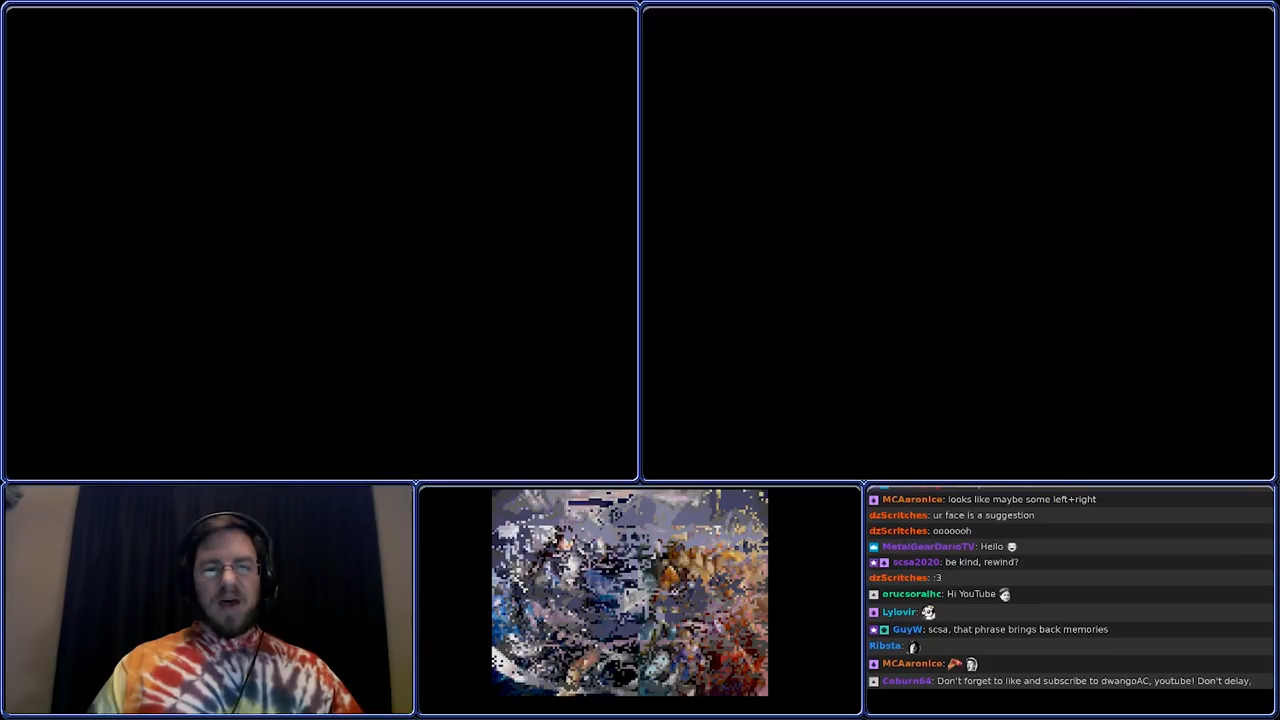 MCAaronIce: looks like maybe some left+right
dzScritches: ur face is a suggestion
dzScritches: ooooooh
MetalGearDarioTV: Hello
scsa2020: be kind, rewind?
dzScritches: :3
orucsoralhc: Hi YouTube
Lylovir:
GuyW: scsa, that phrase brings back memories
Ribsta:
MCAaronIce:
Coburn64: Don't forget to like and subscribe to dwangoAC, youtube! Don't delay,